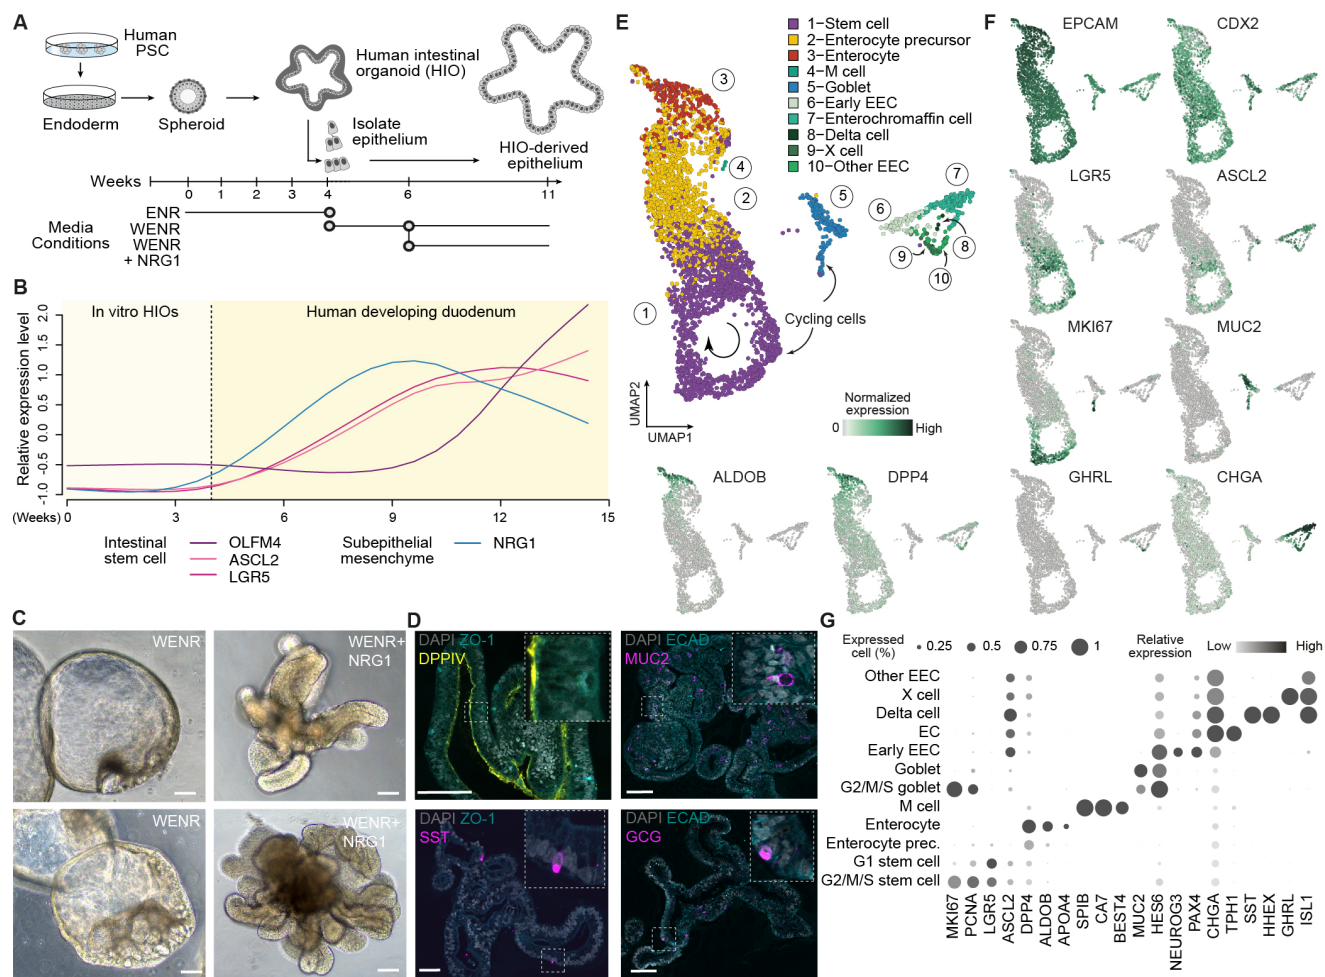 A
Human
PSC
Endoderm
Spheroid
Human intestinal
organoid (HIO)
Isolate
epithelium
HIO-derived
epithelium
Weeks
0 1 2 3 4 6 11
Media
Conditions
ENR
WENR
WENR
+ NRG1
B
In vitro HIOs
Human developing duodenum
Relative expression level
2.0
1.5
1.0
0.5
0.0
-0.5
-1.0
(Weeks) 0 3 6 9 12 15
Intestinal
stem cell
OLFM4
ASCL2
LGR5
Subepithelial
mesenchyme
NRG1
C
WENR
WENR+
NRG1
WENR
WENR+
NRG1
D
DAPI ZO-1
DPPIV
DAPI ECAD
MUC2
DAPI ZO-1
SST
DAPI ECAD
GCG
E
1-Stem cell
2-Enterocyte precursor
3-Enterocyte
4-M cell
5-Goblet
6-Early EEC
7-Enterochromaffin cell
8-Delta cell
9-X cell
10-Other EEC
3
4
2
1
5
6
7
8
9
10
Cycling cells
UMAP2
UMAP1
Normalized
expression
0 High
ALDOB
DPP4
F
EPCAM
CDX2
LGR5
ASCL2
MKI67
MUC2
GHRL
CHGA
G
Expressed
cell (%)
0.25 0.5 0.75 1
Relative
expression
Low High
Other EEC
X cell
Delta cell
EC
Early EEC
Goblet
G2/M/S goblet
M cell
Enterocyte
Enterocyte prec.
G1 stem cell
G2/M/S stem cell
MKI67
PCNA
LGR5
ASCL2
DPP4
ALDOB
APOA4
SPIB
CA7
BEST4
MUC2
HES6
NEUROG3
PAX4
CHGA
TPH1
SST
HHEX
GHRL
ISL1